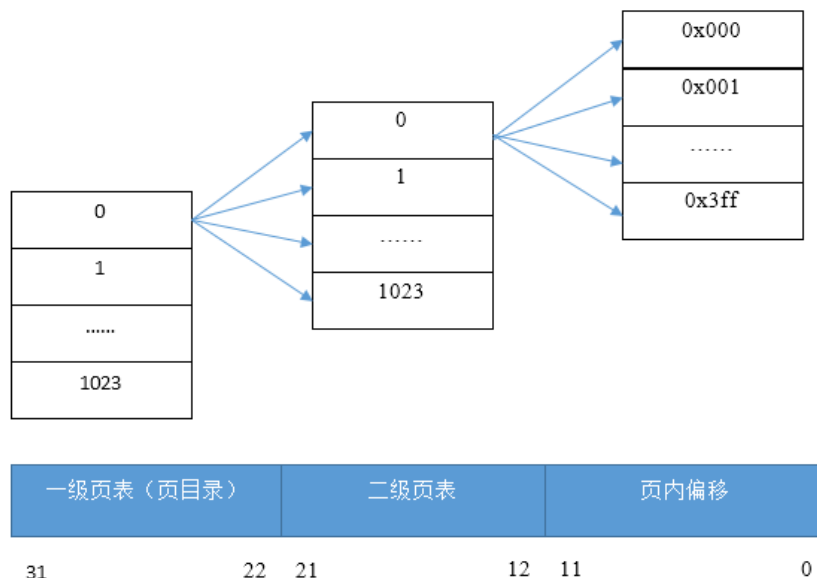 0x000
0x001
......
0x3ff
0
1
......
1023
0
1
......
1023
一级页表（页目录） 二级页表 页内偏移
31 22 21 12 11 0